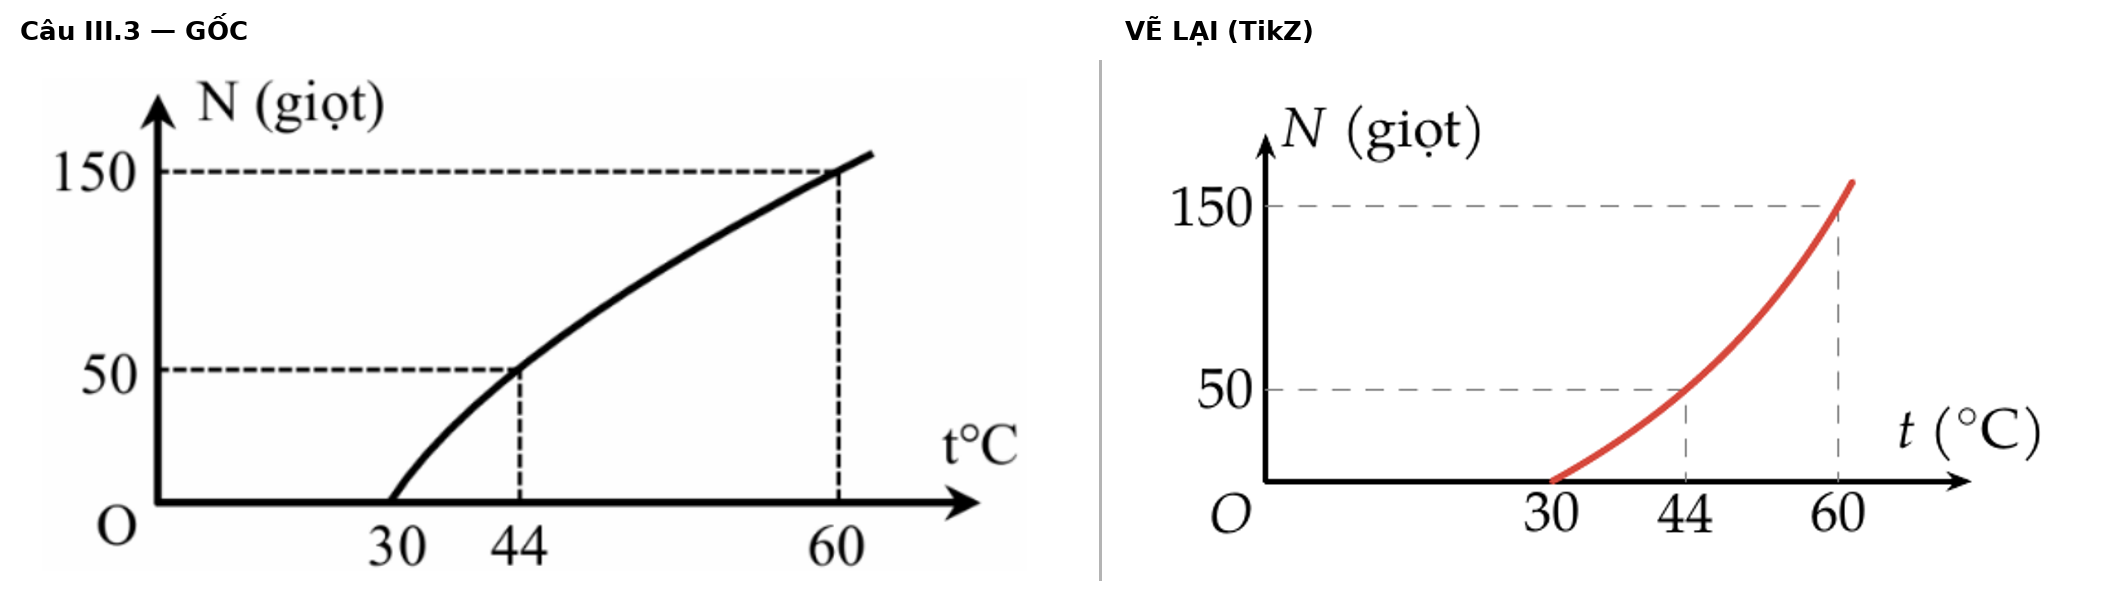 Câu III.3 — GỐC
N (giọt)
150
50
t°C
O
30 44 60
VẼ LẠI (TikZ)
N (giọt)
150
50
t (°C)
O
30 44 60